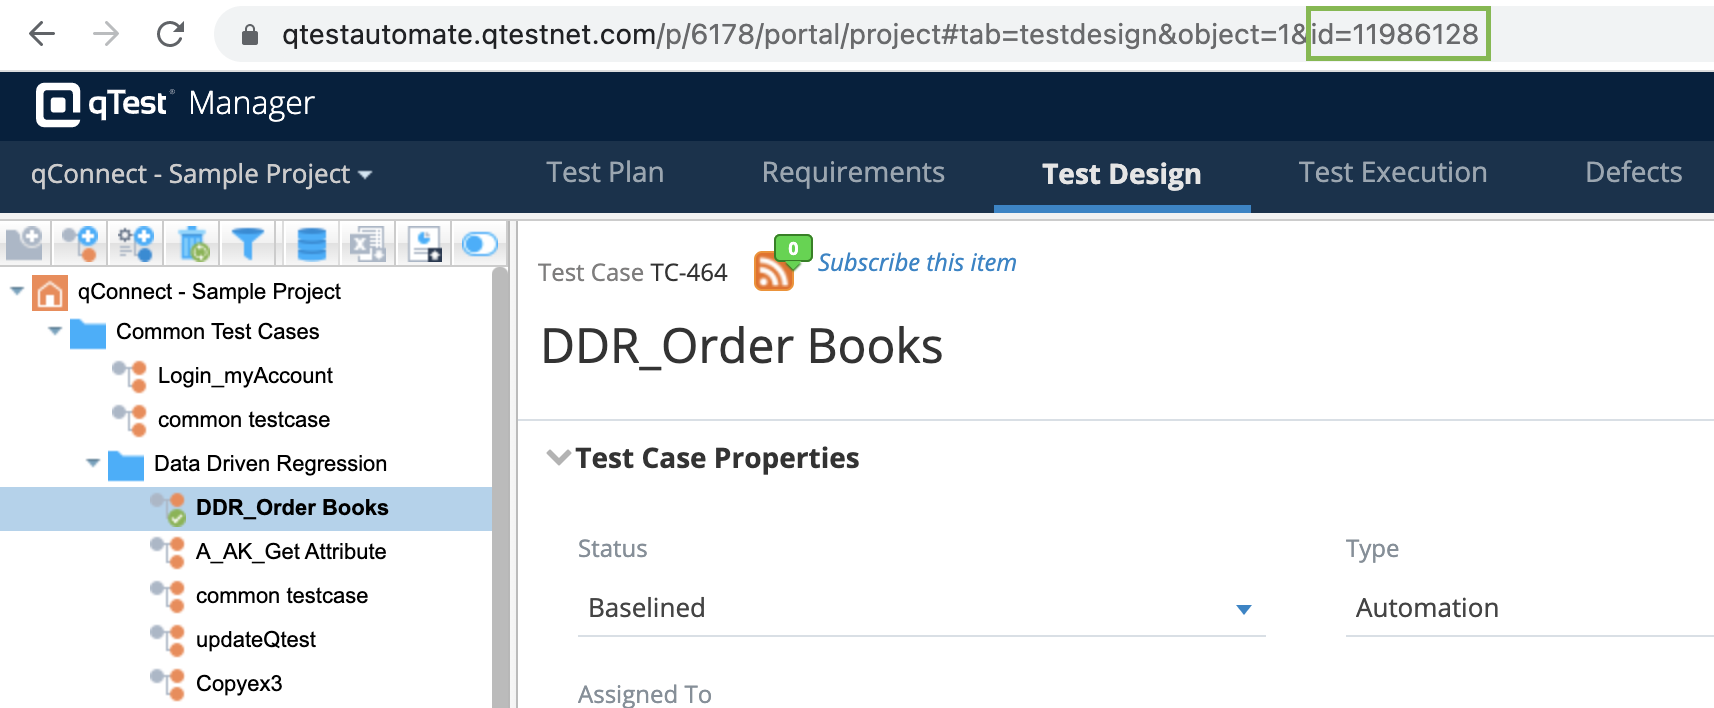 qtestautomate.qtestnet.com/p/6178/portal/project#tab=testdesign&object=1&id=11986128
qTest® Manager
qConnect - Sample Project
Test Plan
Requirements
Test Design
Test Execution
Defects
qConnect - Sample Project
Common Test Cases
Login_myAccount
common testcase
Data Driven Regression
DDR_Order Books
A_AK_Get Attribute
common testcase
updateQtest
Copyex3
Test Case TC-464
0
Subscribe this item
DDR_Order Books
Test Case Properties
Status
Type
Baselined
Automation
Assigned To